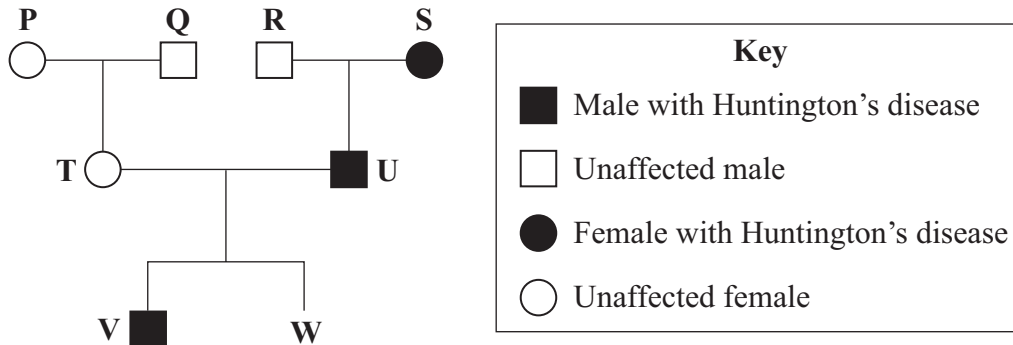 P Q R S
T U
V W
Key
Male with Huntington’s disease
Unaffected male
Female with Huntington’s disease
Unaffected female